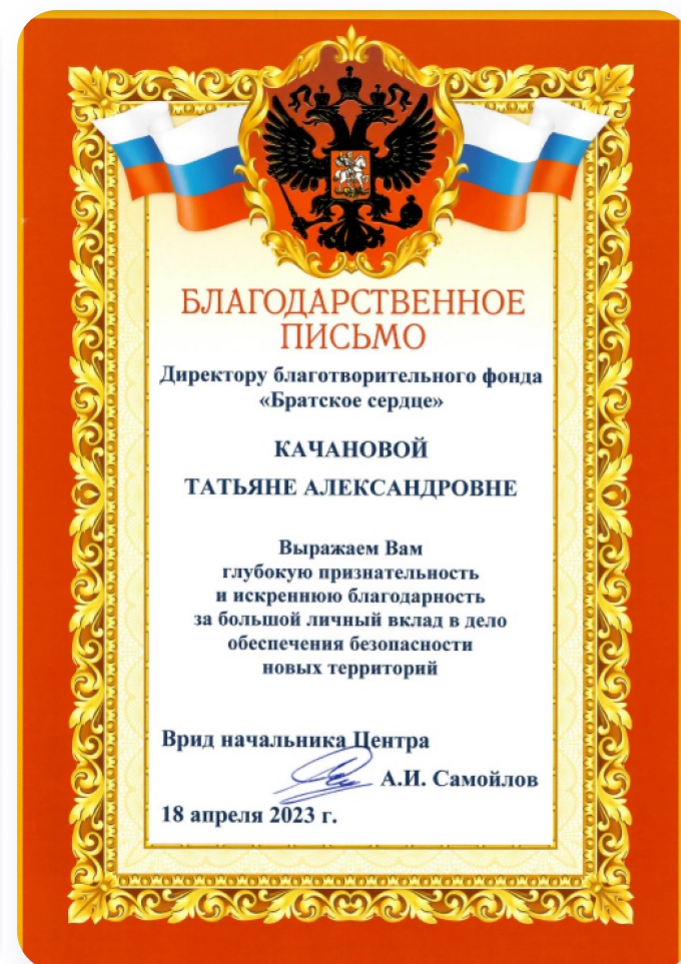 БЛАГОДАРСТВЕННОЕ
ПИСЬМО
Директору благотворительного фонда
«Братское сердце»
КАЧАНОВОЙ
ТАТЬЯНЕ АЛЕКСАНДРОВНЕ
Выражаем Вам
глубокую признательность
и искреннюю благодарность
за большой личный вклад в дело
обеспечения безопасности
новых территорий
Врид начальника Центра
А.И. Самойлов
18 апреля 2023 г.